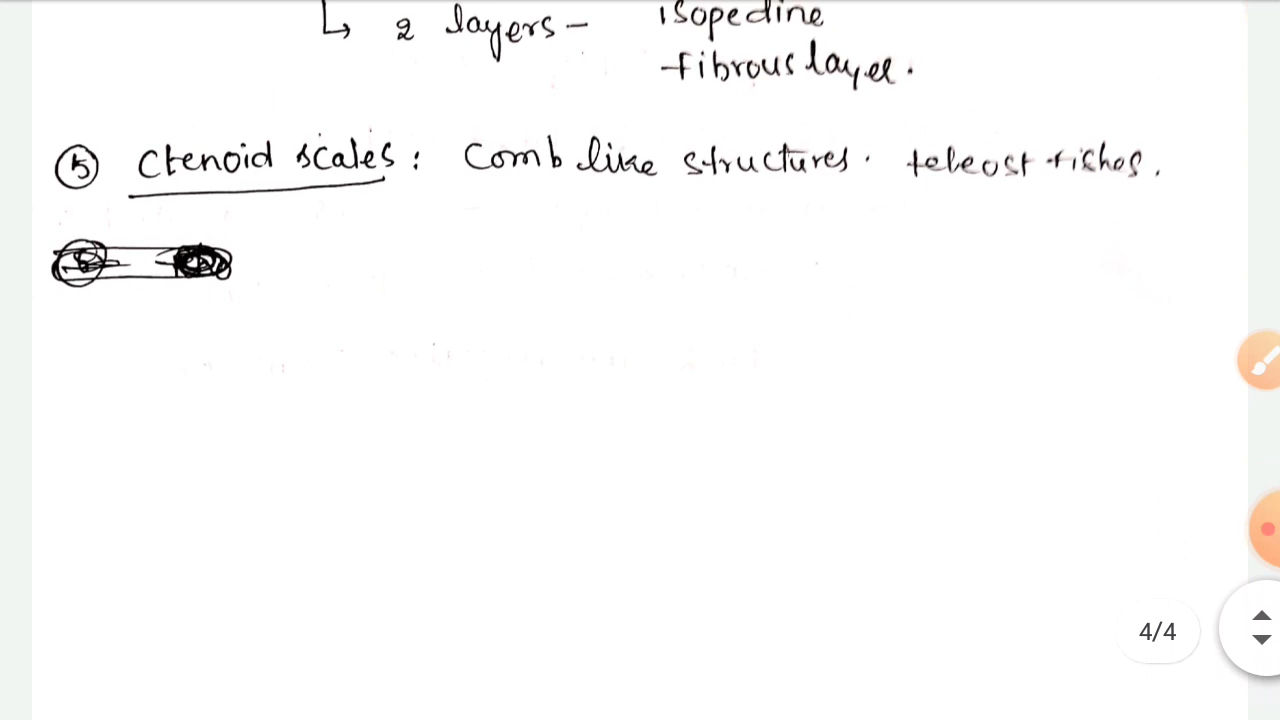 ↳ 2 layers - isopedine
fibrous layer.
⑤ Ctenoid scales : Comb like structures. teleost fishes.
4/4